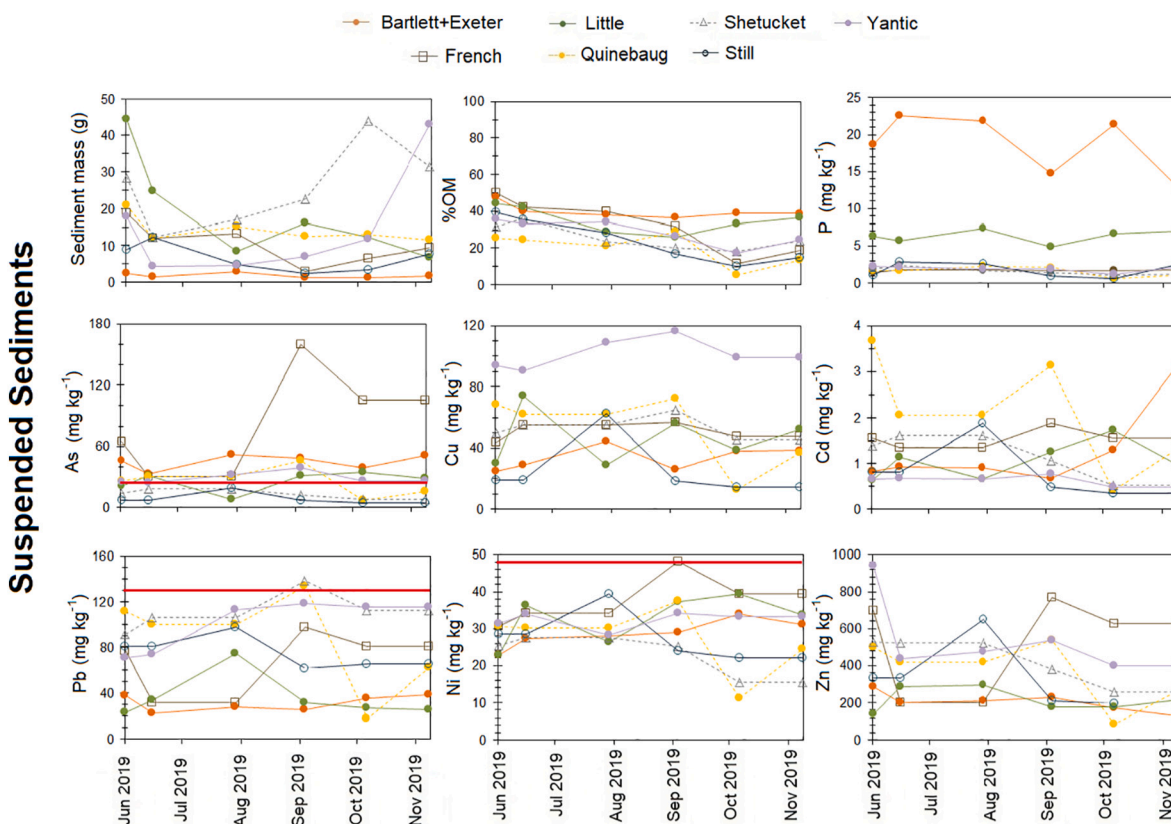 Bartlett+Exeter Little Shetucket Yantic
French Quinebaug Still
Suspended Sediments
Sediment mass (g)
50
40
30
20
10
0
%OM
100
80
60
40
20
0
P (mg kg⁻¹)
25
20
15
10
5
0
As (mg kg⁻¹)
180
120
60
0
Cu (mg kg⁻¹)
120
80
40
0
Cd (mg kg⁻¹)
4
3
2
1
0
Pb (mg kg⁻¹)
160
120
80
40
0
Ni (mg kg⁻¹)
50
40
30
20
10
0
Zn (mg kg⁻¹)
1000
800
600
400
200
0
Jun 2019
Jul 2019
Aug 2019
Sep 2019
Oct 2019
Nov 2019
Jun 2019
Jul 2019
Aug 2019
Sep 2019
Oct 2019
Nov 2019
Jun 2019
Jul 2019
Aug 2019
Sep 2019
Oct 2019
Nov 2019